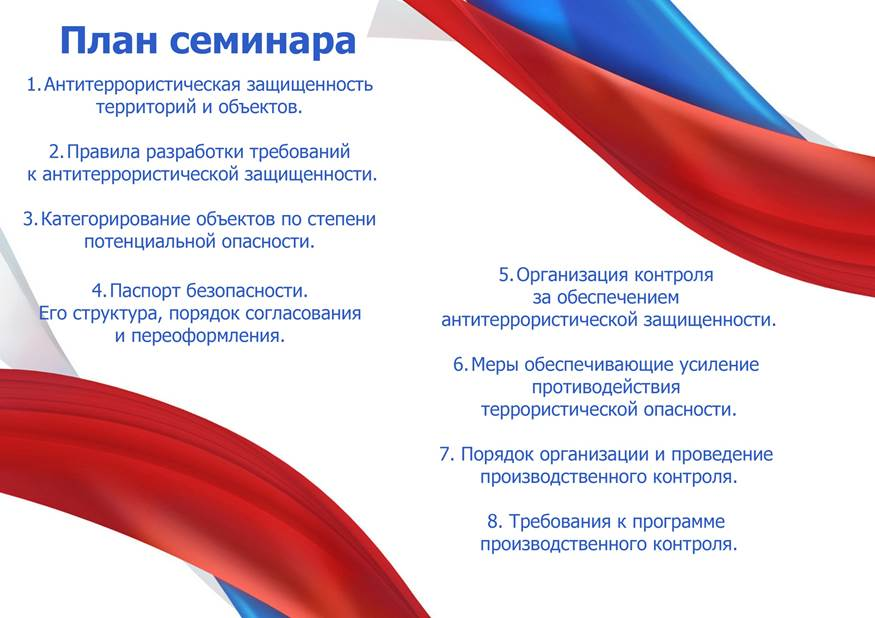 План семинара
1. Антитеррористическая защищенность
территорий и объектов.
2. Правила разработки требований
к антитеррористической защищенности.
3. Категорирование объектов по степени
потенциальной опасности.
4. Паспорт безопасности.
Его структура, порядок согласования
и переоформления.
5. Организация контроля
за обеспечением
антитеррористической защищенности.
6. Меры обеспечивающие усиление
противодействия
террористической опасности.
7. Порядок организации и проведение
производственного контроля.
8. Требования к программе
производственного контроля.